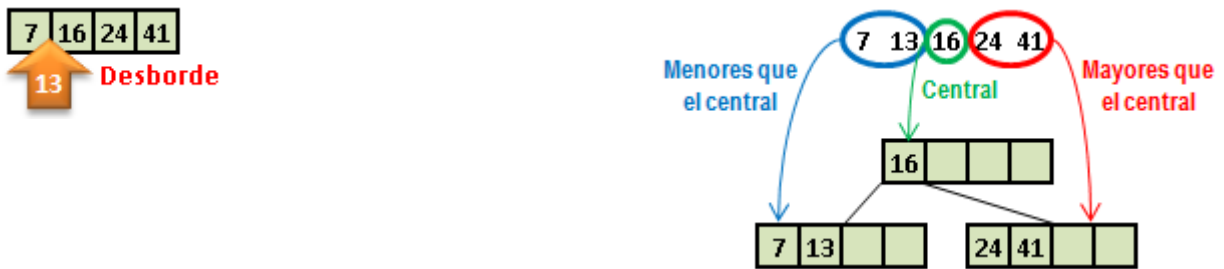 7 16 24 41
13 Desborde
7 13 16 24 41
Menores que
el central
Central
Mayores que
el central
16
7 13
24 41